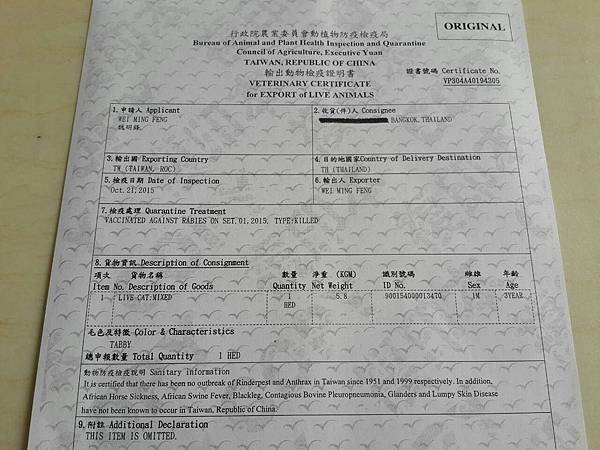 ORIGINAL
行政院農業委員會動植物防疫檢疫局
Bureau of Animal and Plant Health Inspection and Quarantine
Council of Agriculture, Executive Yuan
TAIWAN, REPUBLIC OF CHINA
輸出動物檢疫證明書
VETERINARY CERTIFICATE
for EXPORT of LIVE ANIMALS
證書號碼 Certificate No.
VP304A40194305
1.申請人 Applicant
WEI MING FENG
魏明鋒
2.收貨(件)人 Consignee
BANGKOK,THAILAND
3.輸出國 Exporting Country
TW (TAIWAN, ROC)
4.目的地國家Country of Delivery Destination
TH (THAILAND)
5.檢疫日期 Date of Inspection
Oct.21,2015
6.輸出人 Exporter
WEI MING FENG
7.檢疫處理 Quarantine Treatment
VACCINATED AGAINST RABIES ON SET.01,2015. TYPE:KILLED
8.貨物資訊 Description of Consignment
項次 貨物名稱 數量 淨重 (KGM) 識別號碼 雌雄 年齡
Item No. Description of Goods Quantity Net Weight ID No. Sex Age
1 LIVE CAT:MIXED 1 5.8 900154000013470 1M 3YEAR
HED
毛色及特徵 Color & Characteristics
TABBY
總申報數量 Total Quantity 1 HED
動物防疫檢疫說明 Sanitary Information
It is certified that there has been no outbreak of Rinderpest and Anthrax in Taiwan since 1951 and 1999 respectively. In addition,
African Horse Sickness, African Swine Fever, Blackleg, Contagious Bovine Pleuropneumonia, Glanders and Lumpy Skin Disease
have not been known to occur in Taiwan, Republic of China.
9.附註 Additional Declaration
THIS ITEM IS OMITTED.